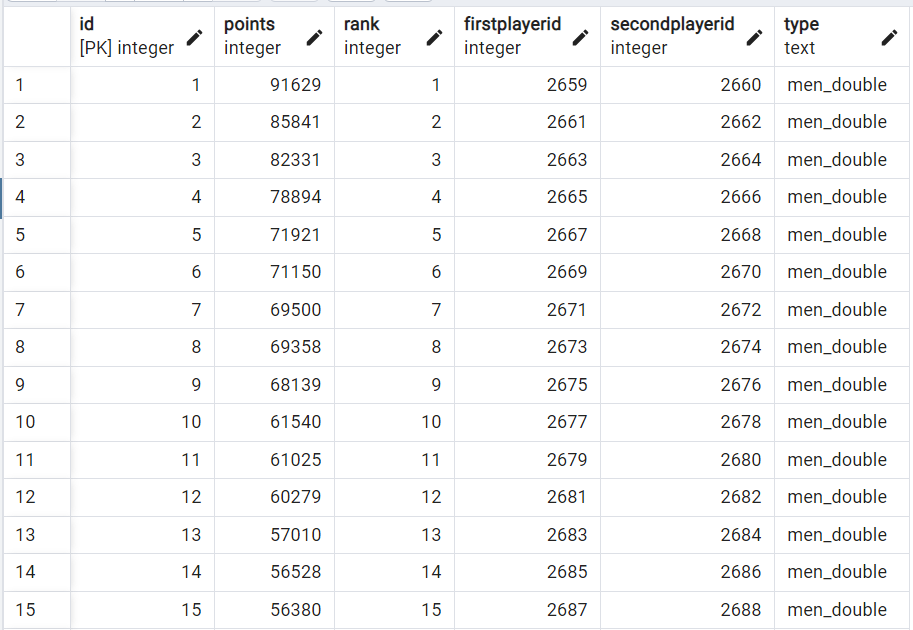 id points rank firstplayerid secondplayerid type
[PK] integer integer integer integer integer text
1 1 91629 1 2659 2660 men_double
2 2 85841 2 2661 2662 men_double
3 3 82331 3 2663 2664 men_double
4 4 78894 4 2665 2666 men_double
5 5 71921 5 2667 2668 men_double
6 6 71150 6 2669 2670 men_double
7 7 69500 7 2671 2672 men_double
8 8 69358 8 2673 2674 men_double
9 9 68139 9 2675 2676 men_double
10 10 61540 10 2677 2678 men_double
11 11 61025 11 2679 2680 men_double
12 12 60279 12 2681 2682 men_double
13 13 57010 13 2683 2684 men_double
14 14 56528 14 2685 2686 men_double
15 15 56380 15 2687 2688 men_double